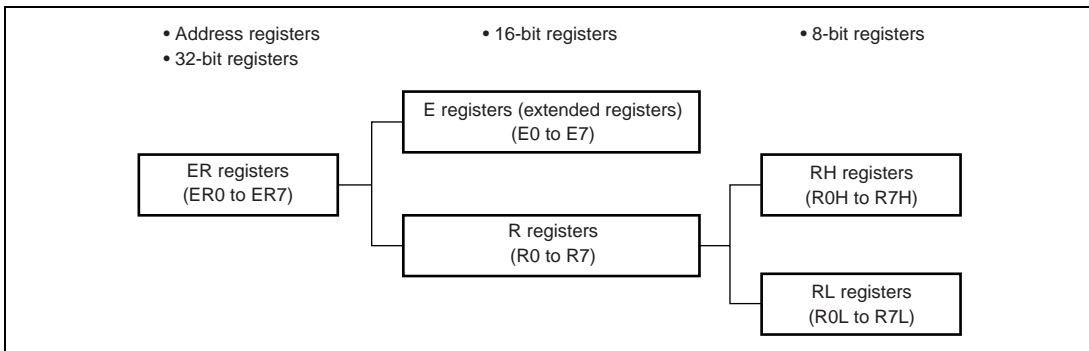 • Address registers
• 32-bit registers
• 16-bit registers
• 8-bit registers
E registers (extended registers)
(E0 to E7)
ER registers
(ER0 to ER7)
RH registers
(R0H to R7H)
R registers
(R0 to R7)
RL registers
(R0L to R7L)